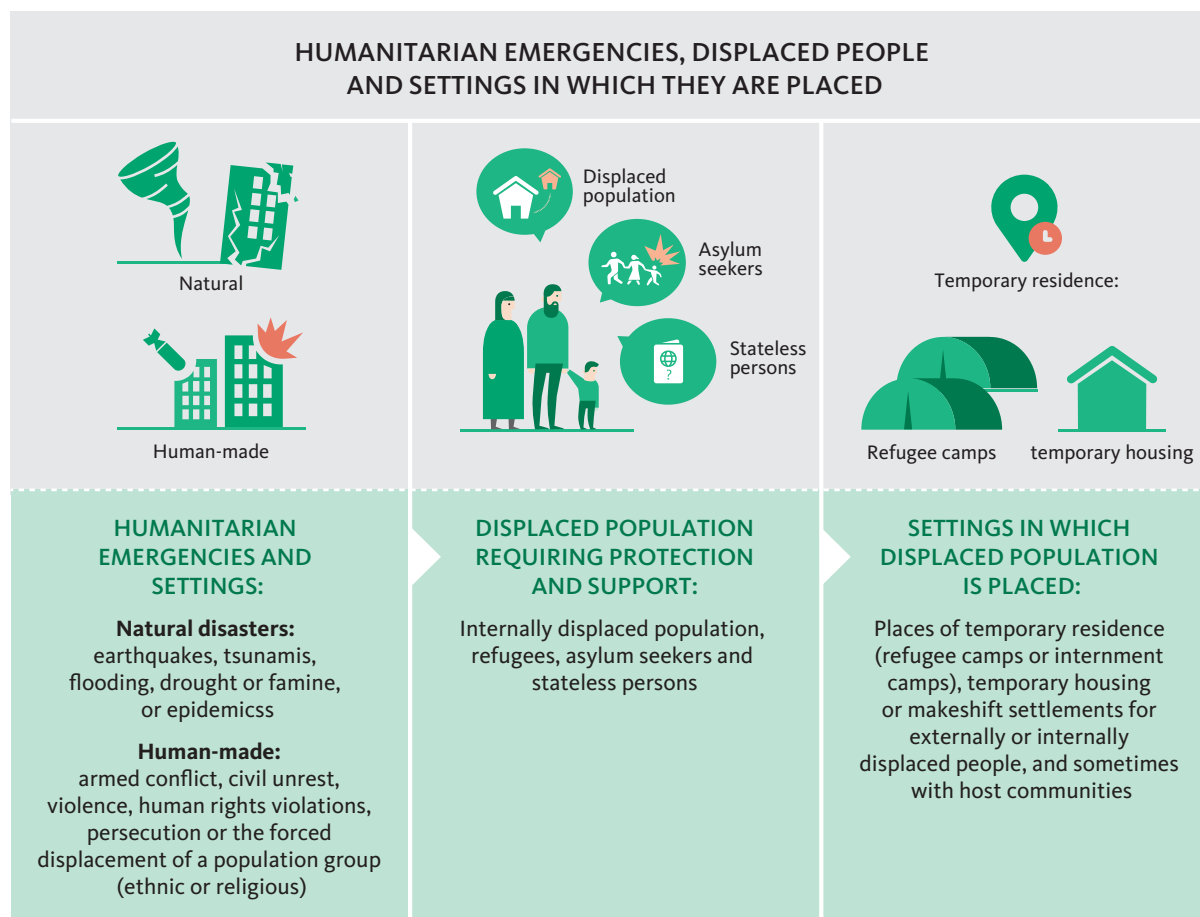 HUMANITARIAN EMERGENCIES, DISPLACED PEOPLE
AND SETTINGS IN WHICH THEY ARE PLACED
Natural
Human-made
Displaced
population
Asylum
seekers
Stateless
persons
?
Temporary residence:
Refugee camps
temporary housing
HUMANITARIAN
EMERGENCIES AND
SETTINGS:
Natural disasters:
earthquakes, tsunamis,
flooding, drought or famine,
or epidemicss
Human-made:
armed conflict, civil unrest,
violence, human rights violations,
persecution or the forced
displacement of a population group
(ethnic or religious)
DISPLACED POPULATION
REQUIRING PROTECTION
AND SUPPORT:
Internally displaced population,
refugees, asylum seekers and
stateless persons
SETTINGS IN WHICH
DISPLACED POPULATION
IS PLACED:
Places of temporary residence
(refugee camps or internment
camps), temporary housing
or makeshift settlements for
externally or internally
displaced people, and sometimes
with host communities